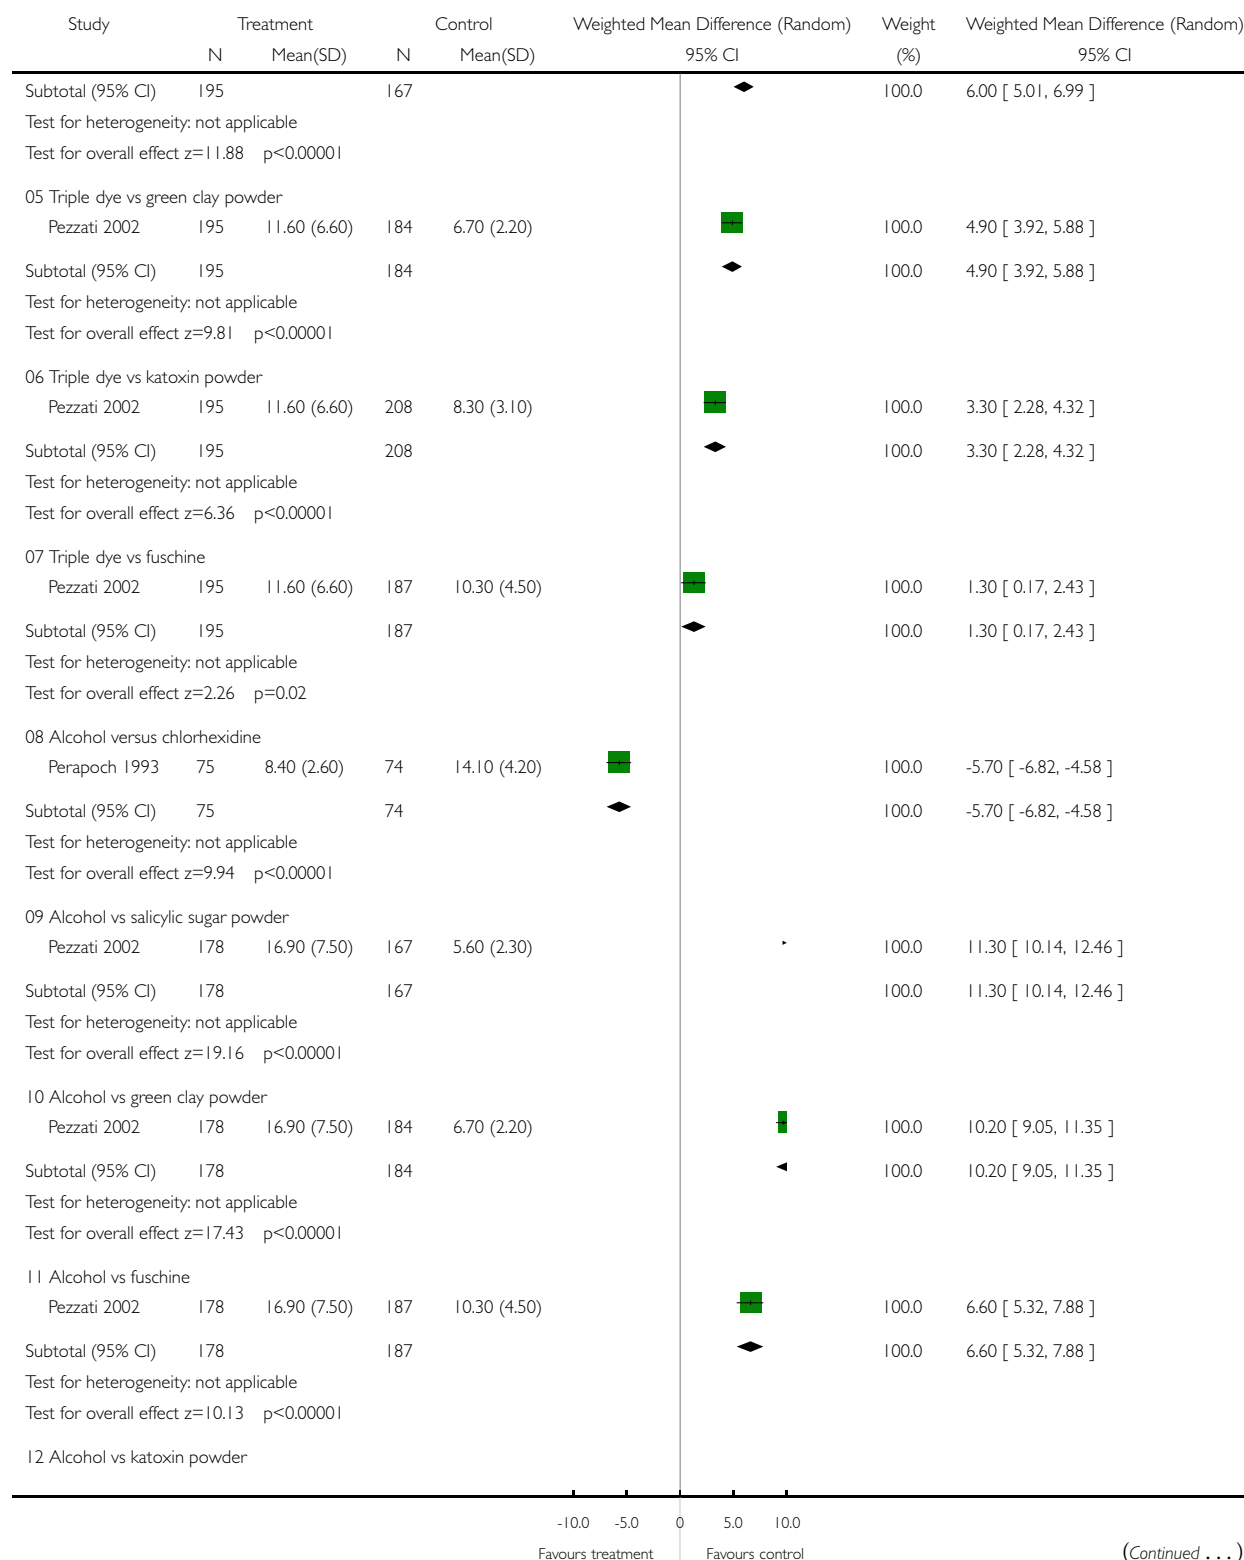 Study Treatment Control Weighted Mean Difference (Random) Weight Weighted Mean Difference (Random)
N Mean(SD) N Mean(SD) 95% CI (%) 95% CI
Subtotal (95% CI) 195 167 100.0 6.00 [ 5.01, 6.99 ]
Test for heterogeneity: not applicable
Test for overall effect z=11.88 p<0.00001
05 Triple dye vs green clay powder
Pezzati 2002 195 11.60 (6.60) 184 6.70 (2.20) 100.0 4.90 [ 3.92, 5.88 ]
Subtotal (95% CI) 195 184 100.0 4.90 [ 3.92, 5.88 ]
Test for heterogeneity: not applicable
Test for overall effect z=9.81 p<0.00001
06 Triple dye vs katoxin powder
Pezzati 2002 195 11.60 (6.60) 208 8.30 (3.10) 100.0 3.30 [ 2.28, 4.32 ]
Subtotal (95% CI) 195 208 100.0 3.30 [ 2.28, 4.32 ]
Test for heterogeneity: not applicable
Test for overall effect z=6.36 p<0.00001
07 Triple dye vs fuschine
Pezzati 2002 195 11.60 (6.60) 187 10.30 (4.50) 100.0 1.30 [ 0.17, 2.43 ]
Subtotal (95% CI) 195 187 100.0 1.30 [ 0.17, 2.43 ]
Test for heterogeneity: not applicable
Test for overall effect z=2.26 p=0.02
08 Alcohol versus chlorhexidine
Perapoch 1993 75 8.40 (2.60) 74 14.10 (4.20) 100.0 -5.70 [ -6.82, -4.58 ]
Subtotal (95% CI) 75 74 100.0 -5.70 [ -6.82, -4.58 ]
Test for heterogeneity: not applicable
Test for overall effect z=9.94 p<0.00001
09 Alcohol vs salicylic sugar powder
Pezzati 2002 178 16.90 (7.50) 167 5.60 (2.30) 100.0 11.30 [ 10.14, 12.46 ]
Subtotal (95% CI) 178 167 100.0 11.30 [ 10.14, 12.46 ]
Test for heterogeneity: not applicable
Test for overall effect z=19.16 p<0.00001
10 Alcohol vs green clay powder
Pezzati 2002 178 16.90 (7.50) 184 6.70 (2.20) 100.0 10.20 [ 9.05, 11.35 ]
Subtotal (95% CI) 178 184 100.0 10.20 [ 9.05, 11.35 ]
Test for heterogeneity: not applicable
Test for overall effect z=17.43 p<0.00001
11 Alcohol vs fuschine
Pezzati 2002 178 16.90 (7.50) 187 10.30 (4.50) 100.0 6.60 [ 5.32, 7.88 ]
Subtotal (95% CI) 178 187 100.0 6.60 [ 5.32, 7.88 ]
Test for heterogeneity: not applicable
Test for overall effect z=10.13 p<0.00001
12 Alcohol vs katoxin powder
-10.0 -5.0 0 5.0 10.0
Favours treatment Favours control (Continued . . . )